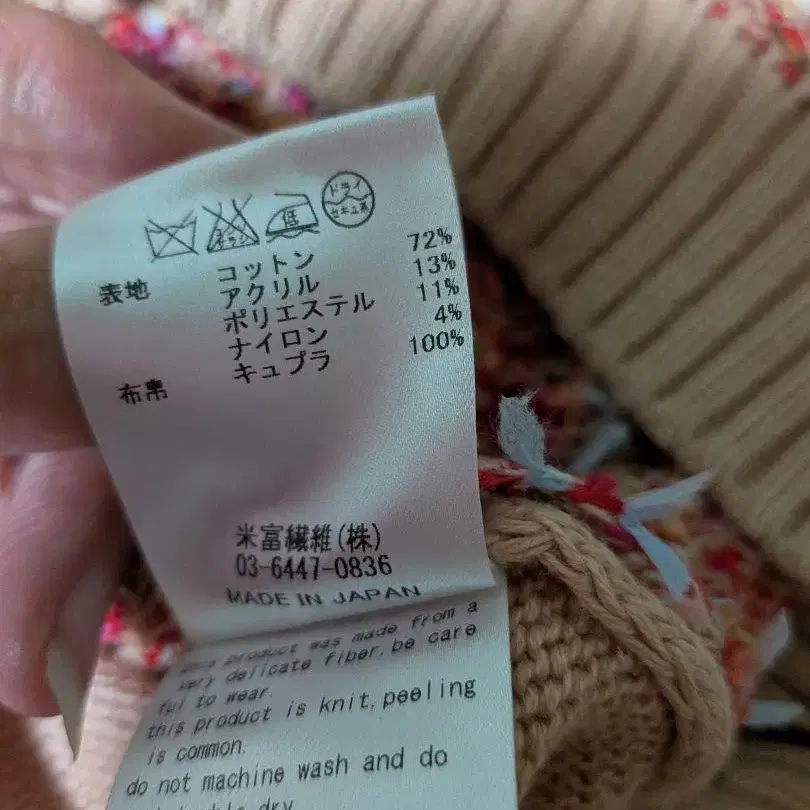 低
ドライ
セキユ系
コットン 72%
表地 アクリル 13%
ポリエステル 11%
ナイロン 4%
キュプラ 100%
布帛
米富繊維(株)
03-6447-0836
MADE IN JAPAN
this product was made from a
very delicate fiber, be care
ful to wear.
this product is knit, peeling
is common.
do not machine wash and do
dry